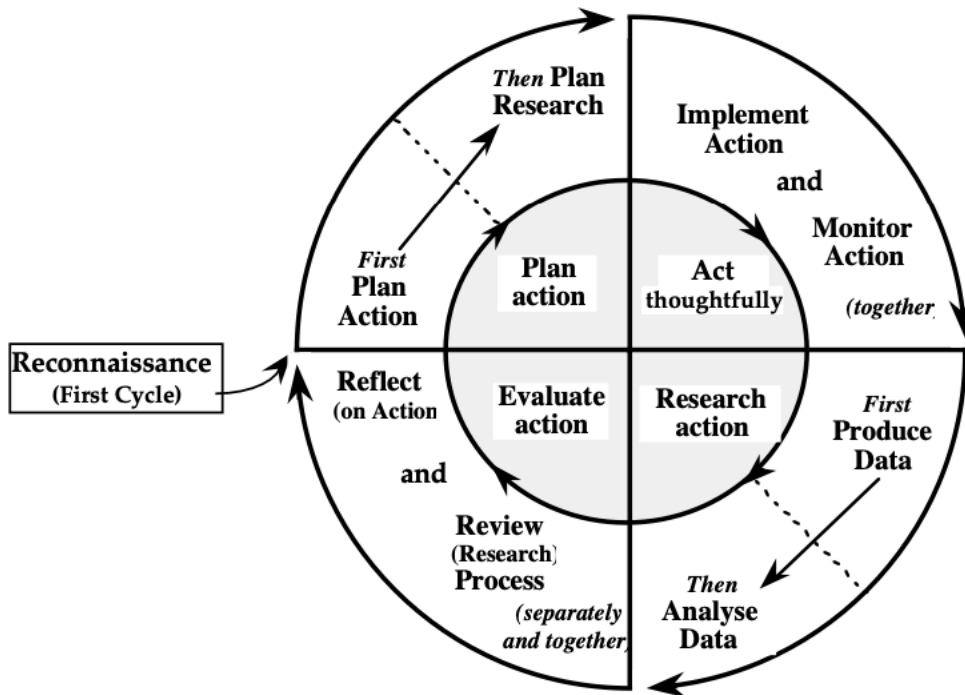 Then Plan
Research
First
Plan
Action
Implement
Action
and
Monitor
Action
(together
Plan
action
Act
thoughtfully
Reconnaissance
(First Cycle)
Reflect
(on Action
and
Review
(Research)
Process
(separately
and together)
Evaluate
action
Research
action
First
Produce
Data
Then
Analyse
Data